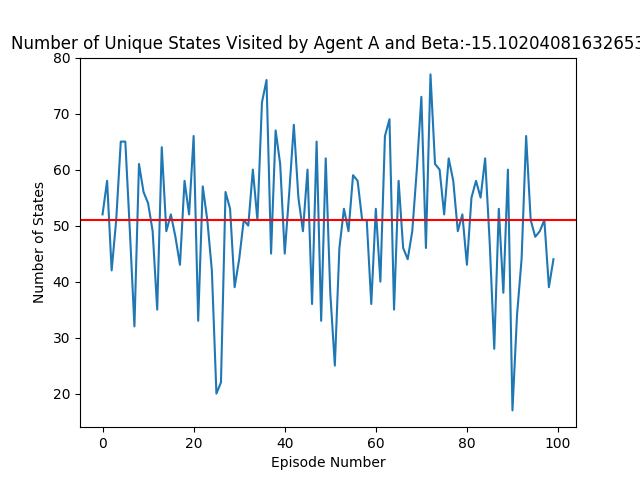 Number of Unique States Visited by Agent A and Beta:-15.10204081632653
80
70
60
50
40
30
20
Number of States
0 20 40 60 80 100
Episode Number